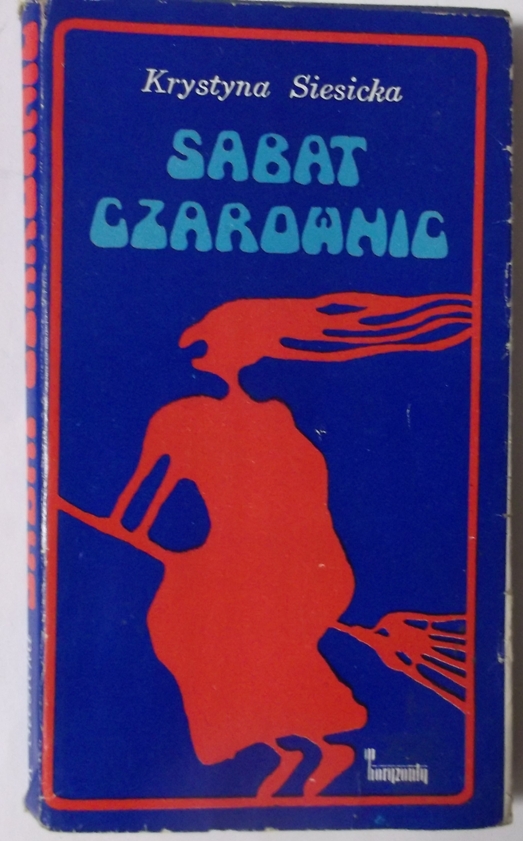 Krystyna Siesicka
SABAT
CZAROWNIC
horyzonty